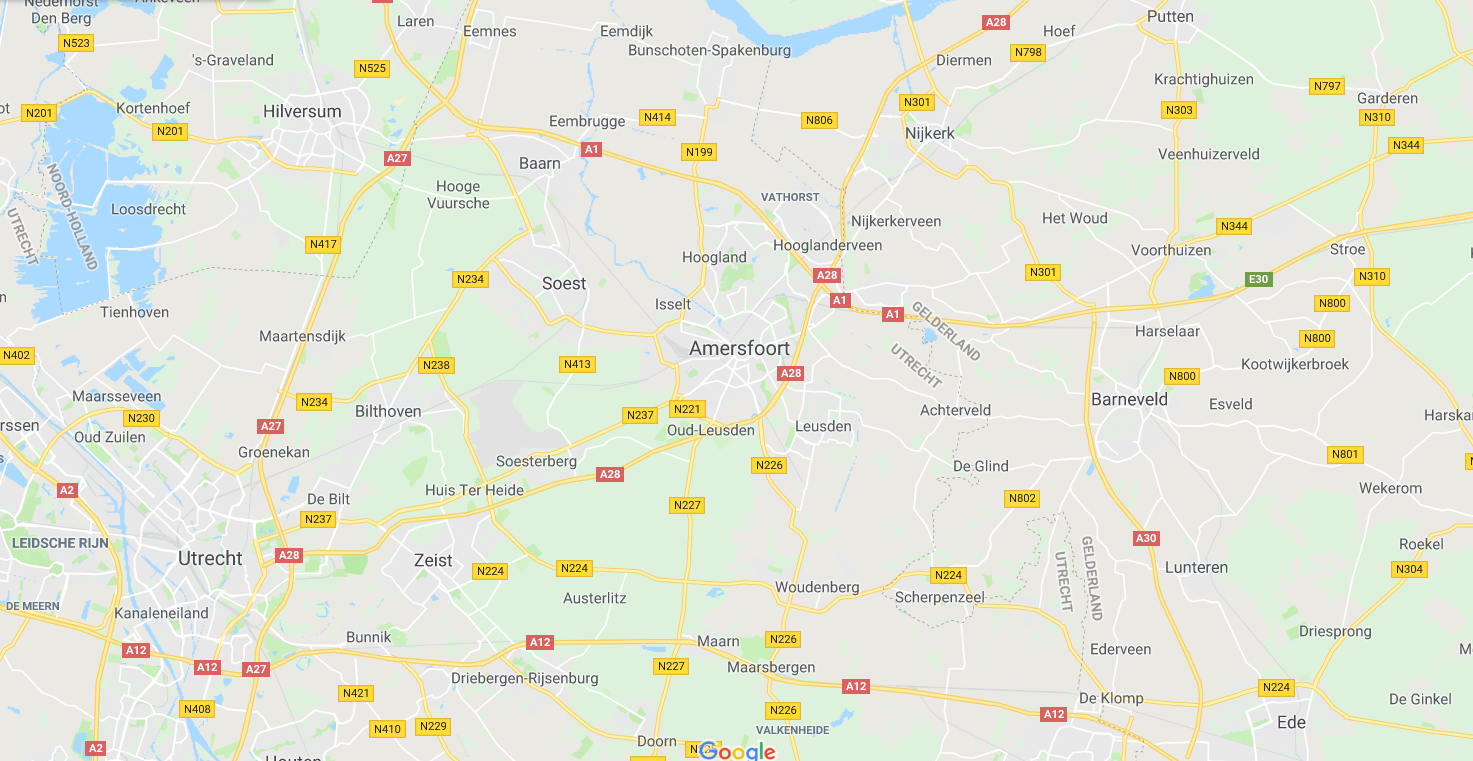 Nederhorst
Den Berg
Ankeveen
Laren
Eemnes
Eemdijk
Bunschoten-Spakenburg
A28
Putten
Hoef
N523
's-Graveland
N525
Diermen
N798
Krachtighuizen
N797
Garderen
N201
Kortenhoef
Hilversum
N201
Eembrugge
N414
N806
N301
Nijkerk
N303
N310
N344
A27
Baarn
A1
N199
Veenhuizerveld
NOORD-HOLLAND
UTRECHT
Loosdrecht
Hooge
Vuursche
VATHORST
Nijkerkerveen
Het Woud
N344
N417
Hoogland
Hooglanderveen
Voorthuizen
Stroe
N234
Soest
A28
N301
E30
N310
Tienhoven
Isselt
A1
A1
GELDERLAND
UTRECHT
N800
Maartensdijk
Harselaar
N800
N402
Amersfoort
N238
N413
A28
Kootwijkerbroek
N800
Maarsseveen
N234
Barneveld
Esveld
N230
Bilthoven
N237
N221
Achterveld
A27
Oud Zuilen
Oud-Leusden
Leusden
Groenekan
Soesterberg
A28
N226
De Glind
N801
A2
De Bilt
Huis Ter Heide
N227
N802
Wekerom
N237
LEIDSCHE RIJN
Utrecht
A28
Zeist
N224
N224
Woudenberg
N224
Scherpenzeel
UTRECHT
GELDERLAND
A30
Lunteren
Roekel
N304
DE MEERN
Kanaleneiland
Austerlitz
Bunnik
A12
A12
A12
A27
Maarn
N226
Driesprong
Ederveen
N227
Maarsbergen
Driebergen-Rijsenburg
A12
N421
N408
N410
N229
N226
VALKENHEIDE
De Klomp
A12
N224
De Ginkel
Ede
A2
Doorn
Google